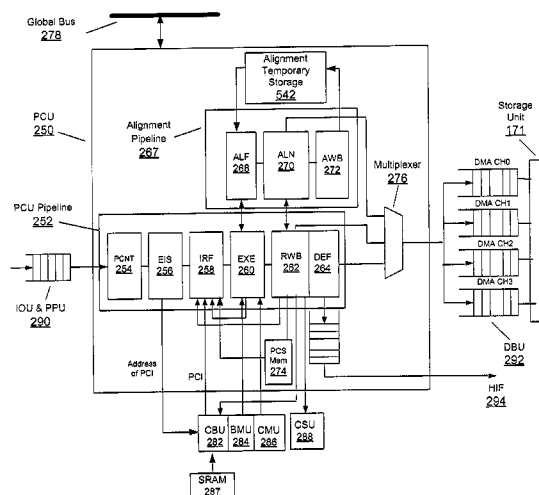 Global Bus
278
Alignment
Temporary
Storage
542
PCU
250
Alignment
Pipeline
267
ALF
268
ALN
270
AWB
272
Multiplexer
276
Storage
Unit
171
DMA CH0
DMA CH1
DMA CH2
DMA CH3
PCU Pipeline
252
PCNT
254
EIS
256
IRF
258
EXE
260
RWB
262
DEF
264
IOU & PPU
290
DBU
292
Address
of PCI
PCI
PCS
Mem
274
HIF
294
CBU
282
BMU
284
CMU
286
CSU
288
SRAM
287